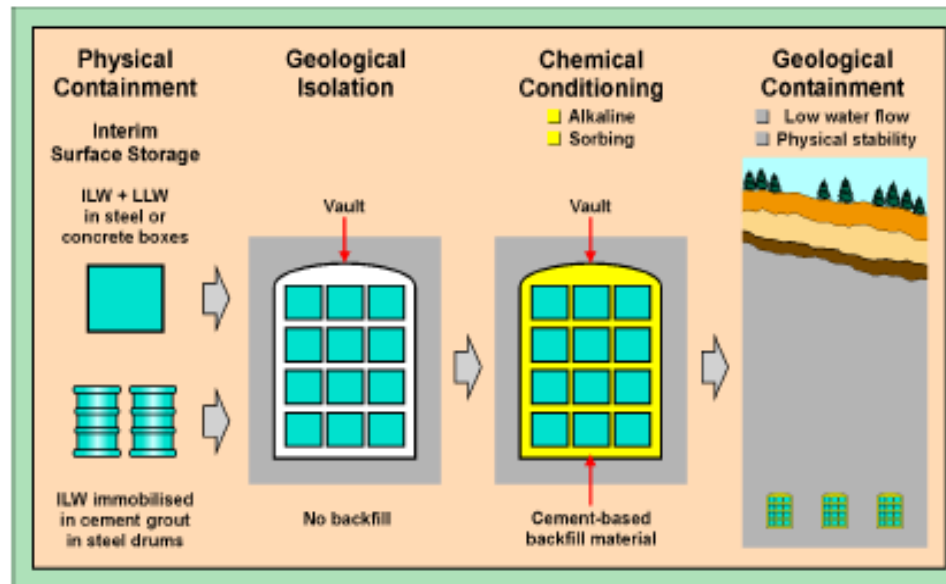 Physical
Containment
Interim
Surface Storage
ILW + LLW
in steel or
concrete boxes
ILW immobilised
in cement grout
in steel drums
Geological
Isolation
Vault
No backfill
Chemical
Conditioning
Alkaline
Sorbing
Vault
Cement-based
backfill material
Geological
Containment
Low water flow
Physical stability